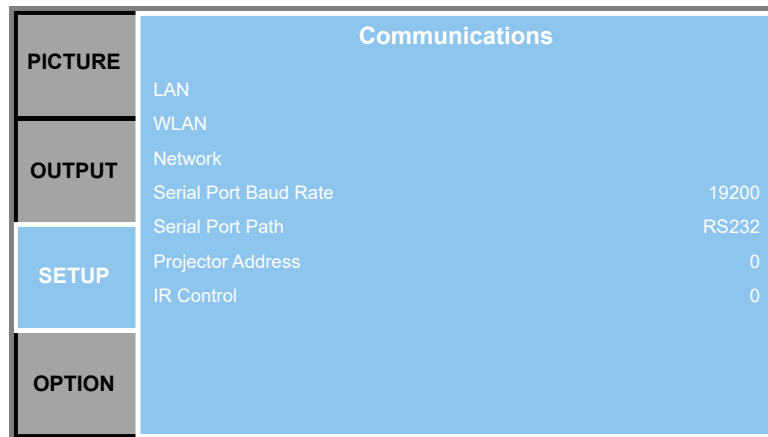 Communications
PICTURE
LAN
WLAN
OUTPUT
Network
Serial Port Baud Rate 19200
Serial Port Path RS232
SETUP
Projector Address 0
IR Control 0
OPTION